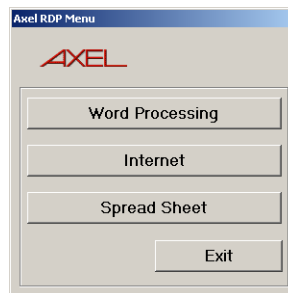 Axel RDP Menu
AXEL
Word Processing
Internet
Spread Sheet
Exit